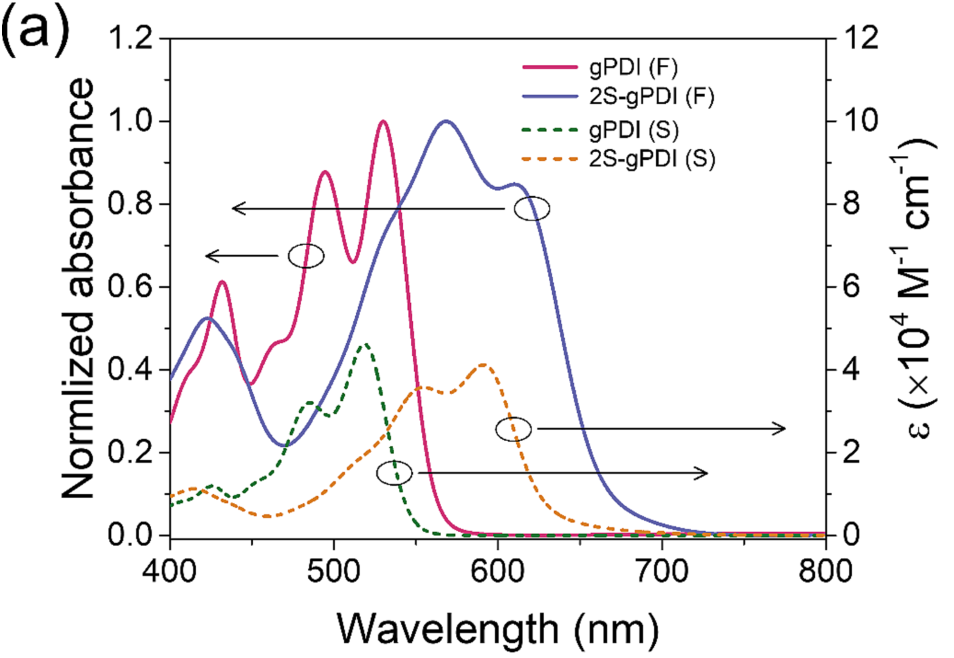 (a)
Normlized absorbance
1.2
1.0
0.8
0.6
0.4
0.2
0.0
gPDI (F)
2S-gPDI (F)
gPDI (S)
2S-gPDI (S)
12
10
8
6
4
2
0
ε (×10⁴ M⁻¹ cm⁻¹)
400 500 600 700 800
Wavelength (nm)